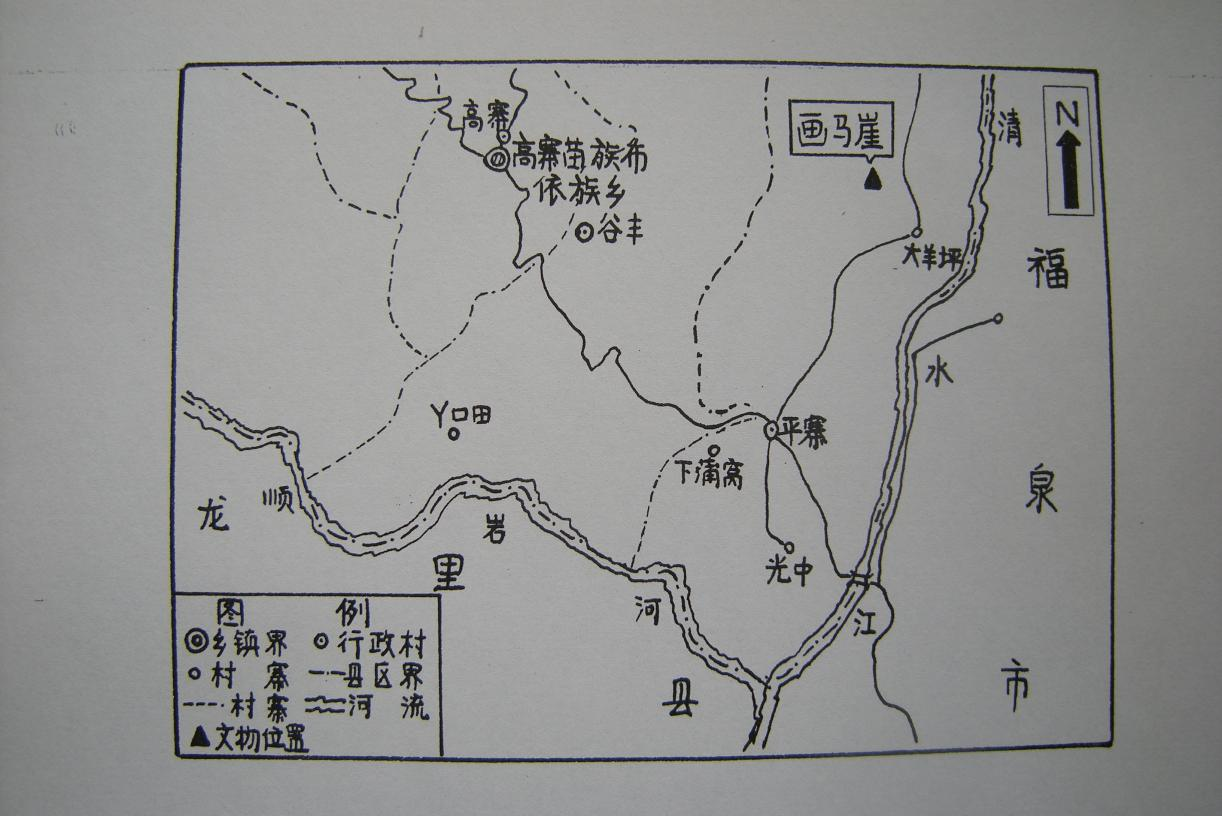 高寨
高寨苗族布
依族乡
谷丰
画马崖
N
清
大羊坪
福
水
丫口田
平寨
下蒲窝
泉
龙
顺
岩
里
光中
河
江
县
市
图 例
乡镇界 行政村
村 寨 县区界
村寨 河 流
文物位置